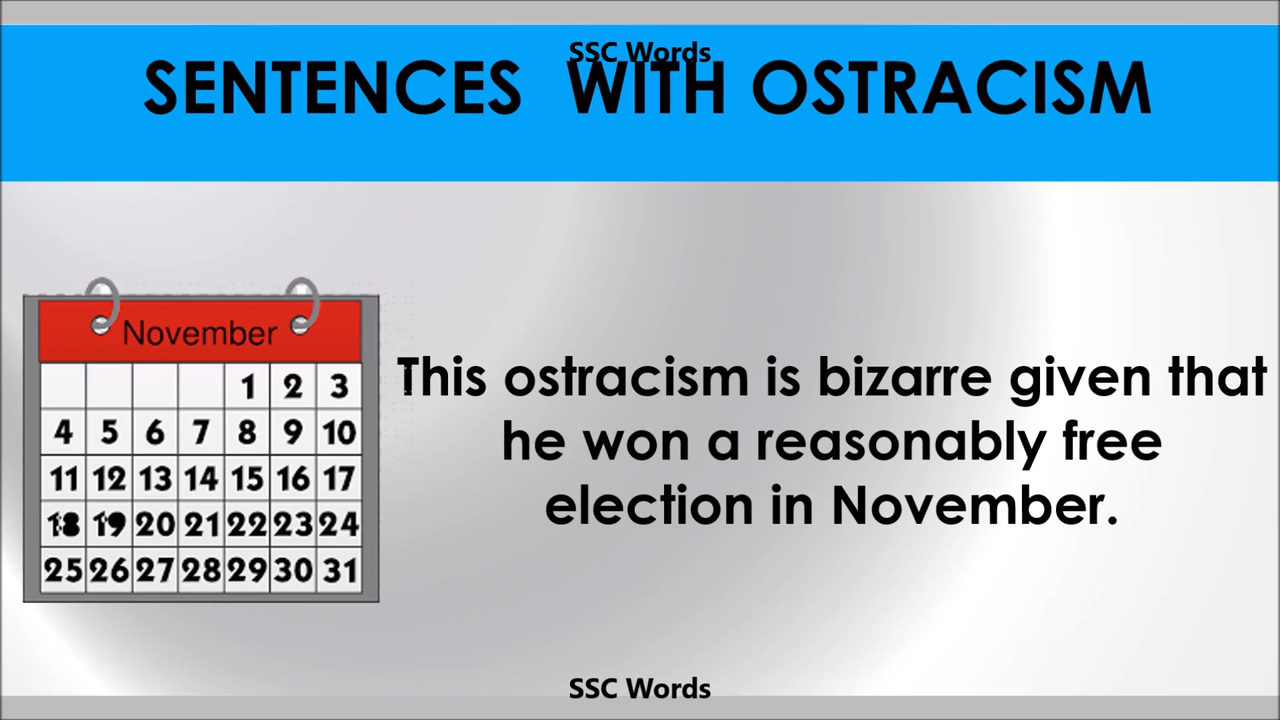 SSC Words
SENTENCES WITH OSTRACISM
November
1 2 3
4 5 6 7 8 9 10
11 12 13 14 15 16 17
18 19 20 21 22 23 24
25 26 27 28 29 30 31
This ostracism is bizarre given that
he won a reasonably free
election in November.
SSC Words